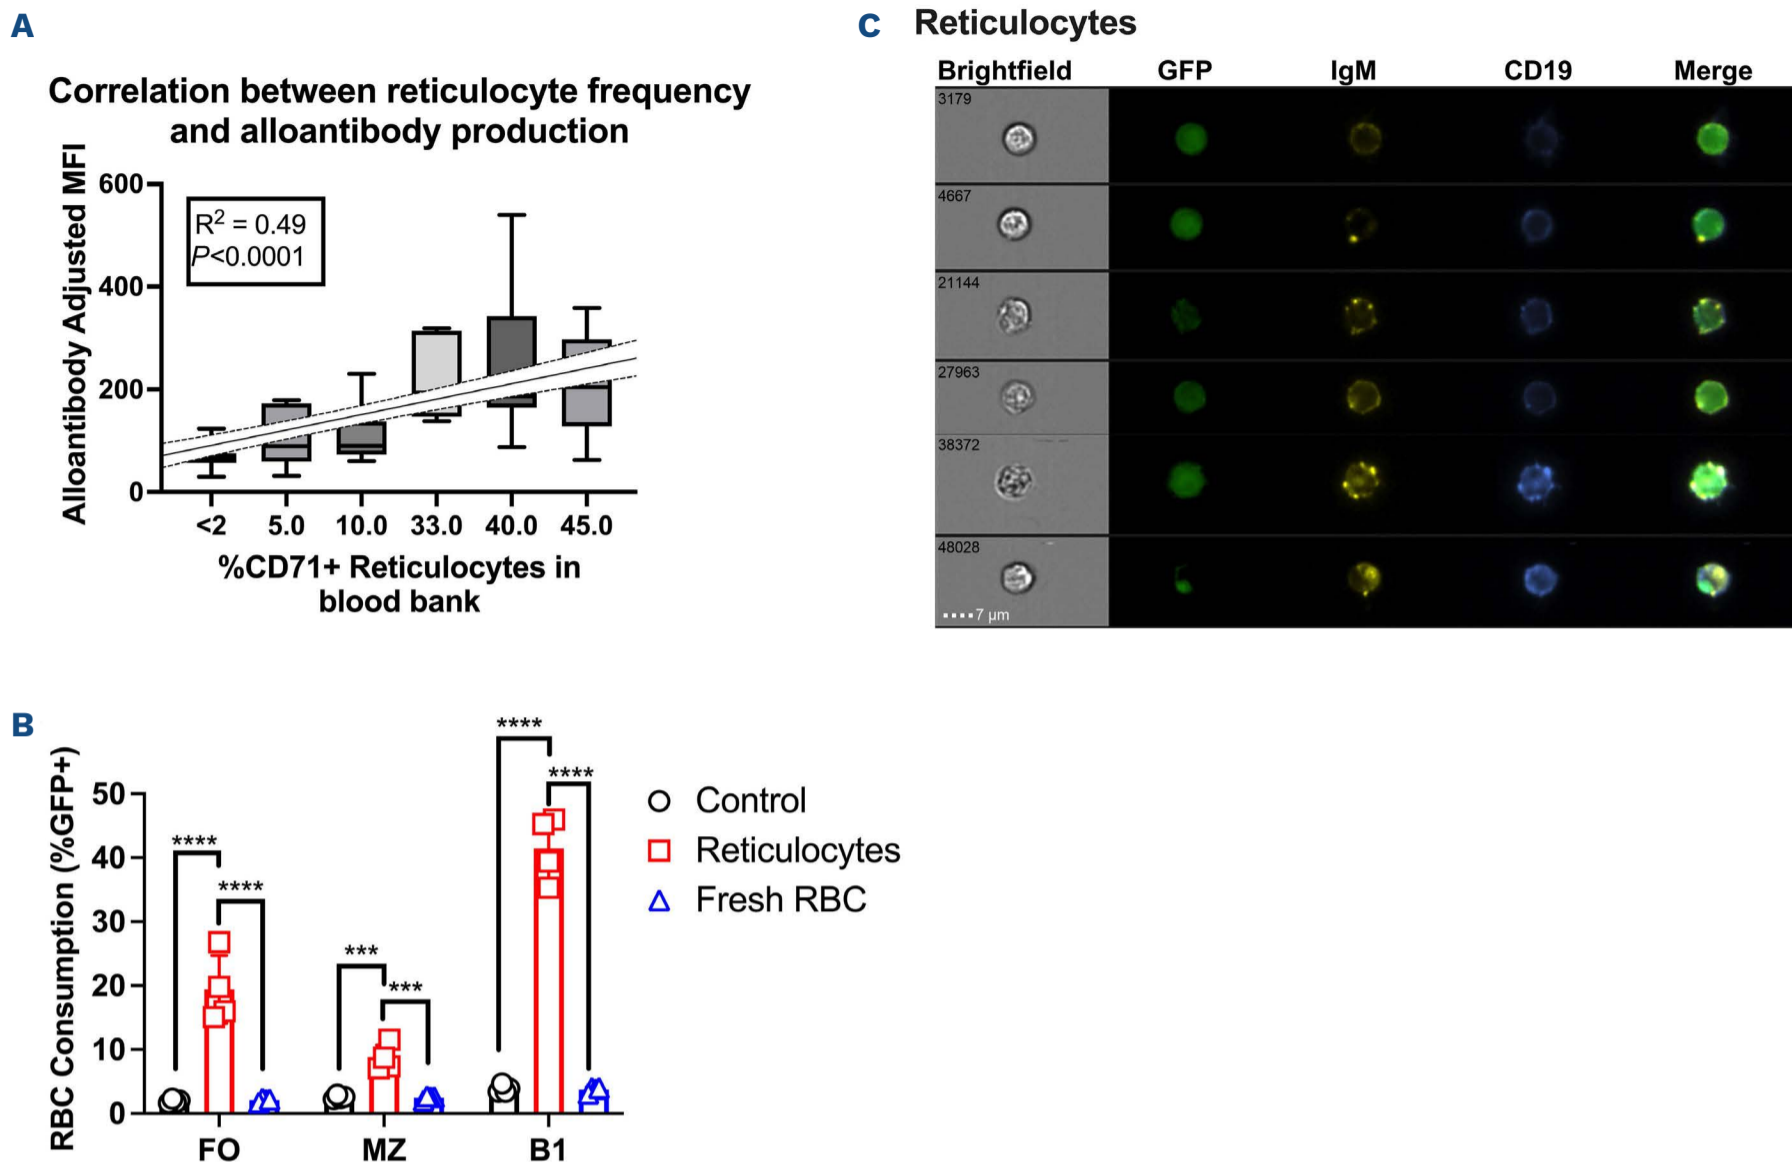 A
Correlation between reticulocyte frequency
and alloantibody production
Alloantibody Adjusted MFI
600
400
200
0
R² = 0.49
P<0.0001
<2 5.0 10.0 33.0 40.0 45.0
%CD71+ Reticulocytes in
blood bank
C Reticulocytes
Brightfield GFP IgM CD19 Merge
3179
4667
21144
27963
38372
48028
7 µm
B
RBC Consumption (%GFP+)
50
40
30
20
10
0
**** ****
*** ***
**** ****
FO MZ B1
Control
Reticulocytes
Fresh RBC